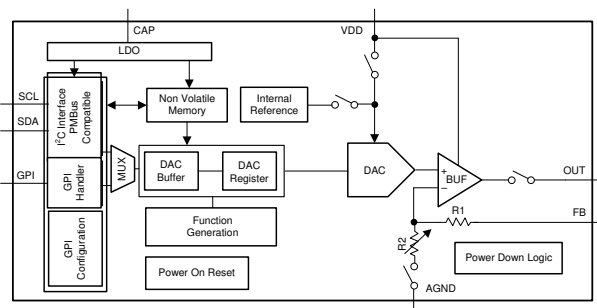 CAP
VDD
LDO
SCL
SDA
GPI
I²C Interface
PMBus
Compatible
GPI
Handler
GPI
Configuration
MUX
Non Volatile
Memory
Internal
Reference
DAC
Buffer
DAC
Register
Function
Generation
Power On Reset
DAC
+
−
BUF
OUT
FB
R1
R2
AGND
Power Down Logic